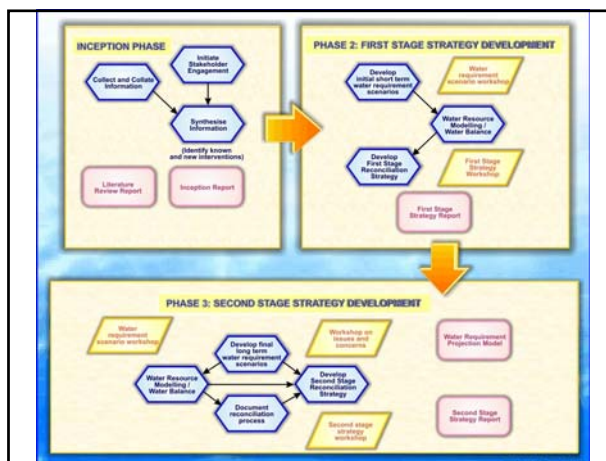 INCEPTION PHASE
Initiate
Stakeholder
Engagement
Collect and Collate
Information
Synthesise
Information
(Identify known
and new interventions)
Literature
Review Report
Inception Report
PHASE 2: FIRST STAGE STRATEGY DEVELOPMENT
Develop
initial short term
water requirement
scenarios
Water
requirement
scenario workshop
Water Resource
Modelling /
Water Balance
Develop
First Stage
Reconciliation
Strategy
First Stage
Strategy
Workshop
First Stage
Strategy Report
PHASE 3: SECOND STAGE STRATEGY DEVELOPMENT
Water
requirement
scenario workshop
Develop final
long term
water requirement
scenarios
Workshop on
issues and
concerns
Water Requirement
Projection Model
Water Resource
Modelling /
Water Balance
Develop
Second Stage
Reconciliation
Strategy
Document
reconciliation
process
Second stage
strategy
workshop
Second Stage
Strategy Report